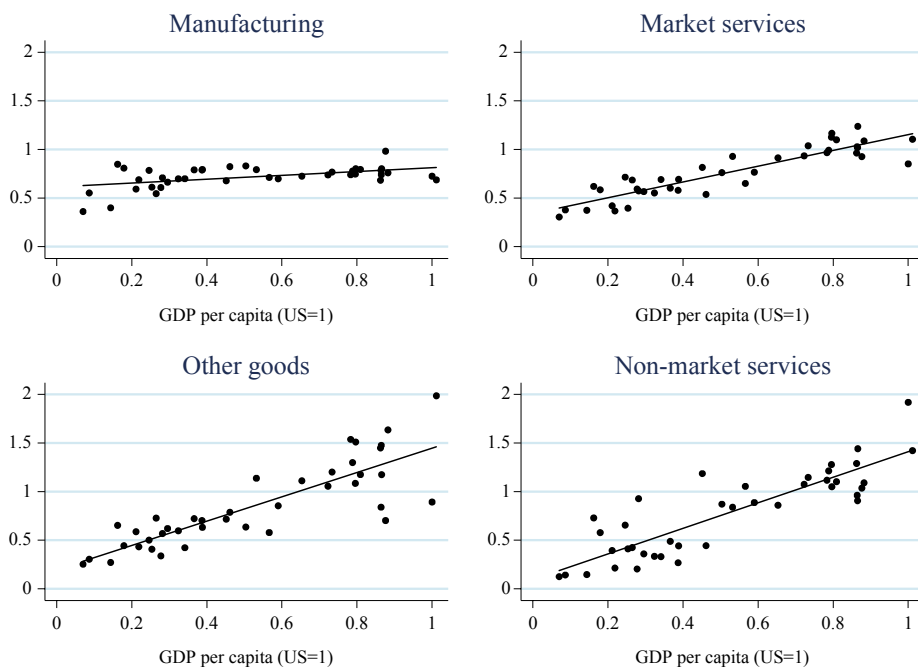 Manufacturing
2
1.5
1
0.5
0
0 0.2 0.4 0.6 0.8 1
GDP per capita (US=1)
Market services
2
1.5
1
0.5
0
0 0.2 0.4 0.6 0.8 1
GDP per capita (US=1)
Other goods
2
1.5
1
0.5
0
0 0.2 0.4 0.6 0.8 1
GDP per capita (US=1)
Non-market services
2
1.5
1
0.5
0
0 0.2 0.4 0.6 0.8 1
GDP per capita (US=1)